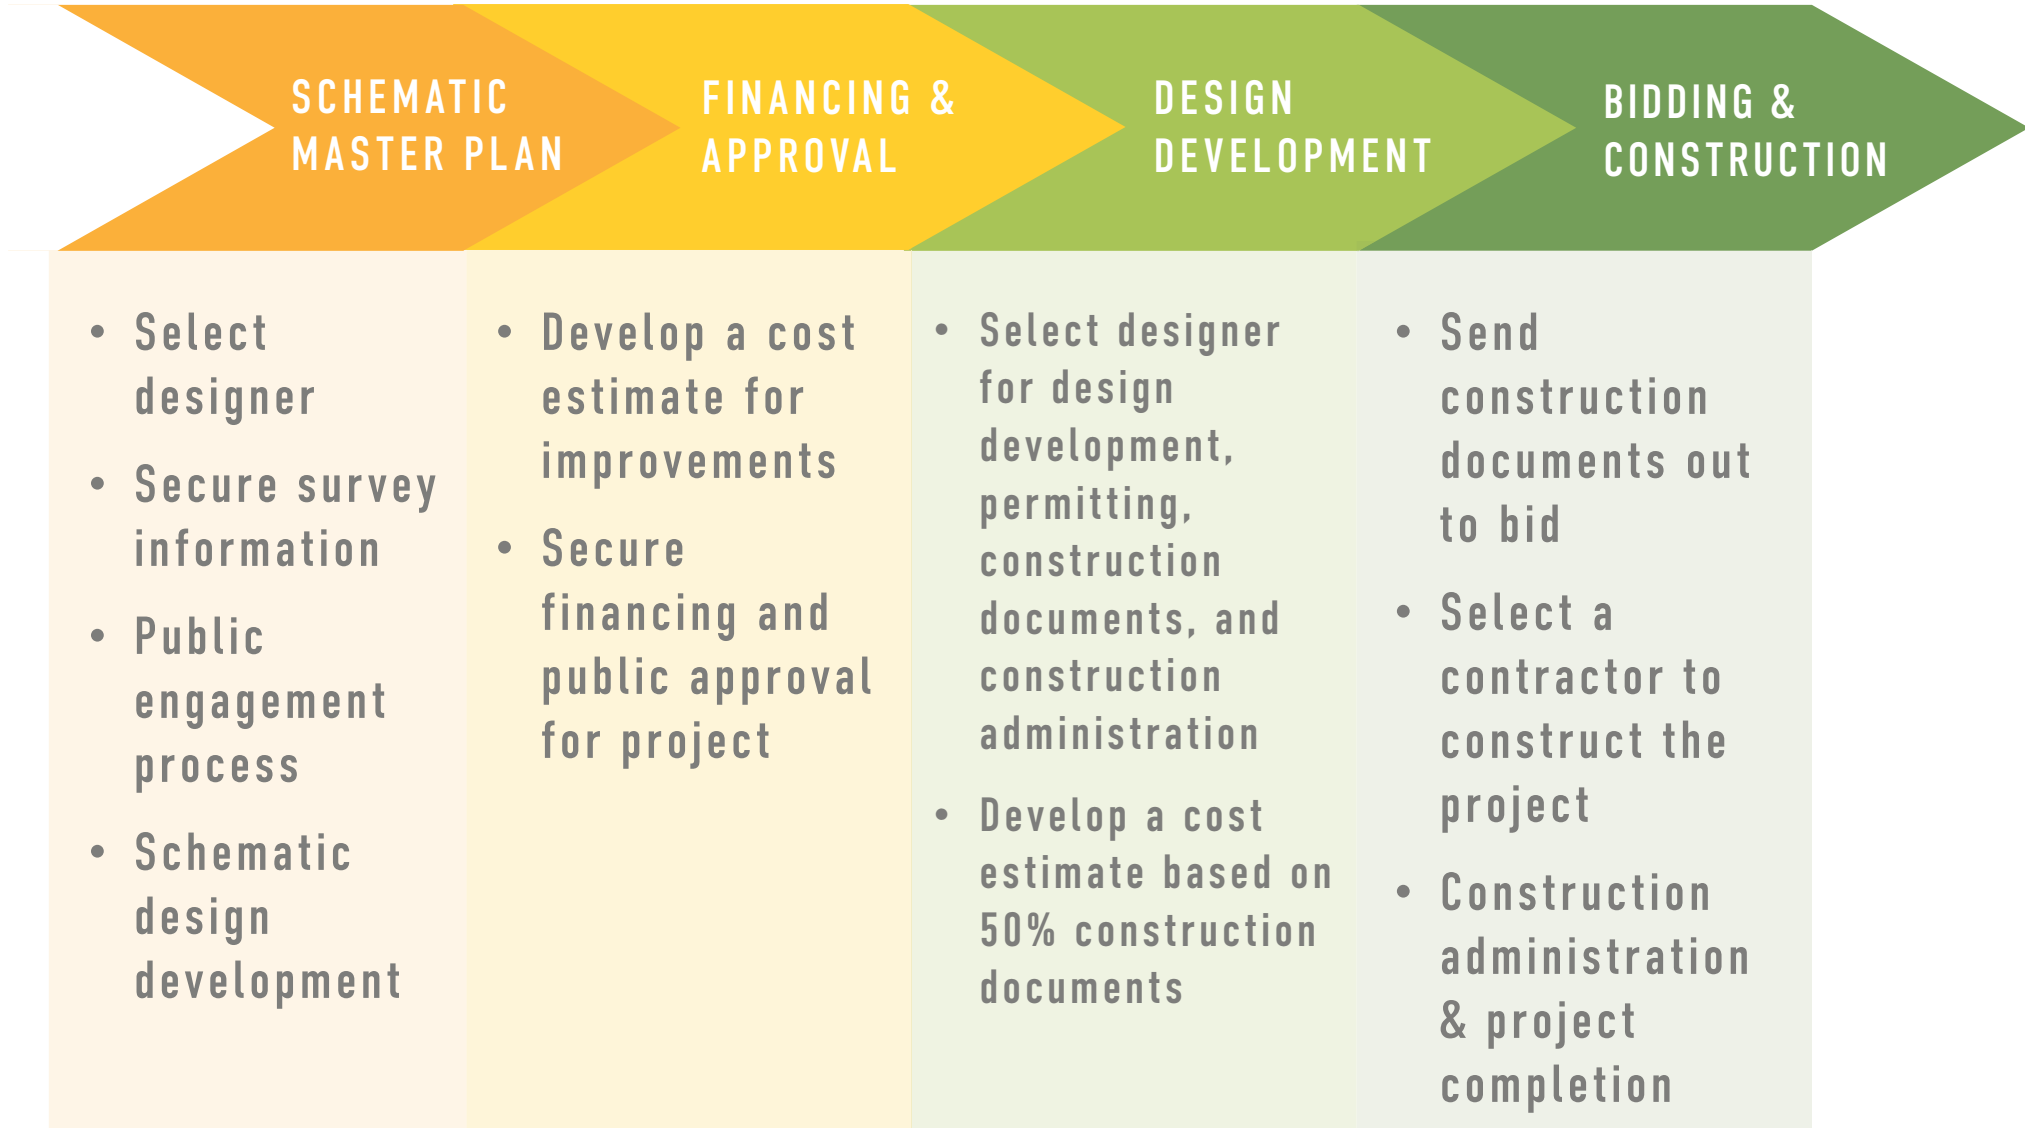 SCHEMATIC
MASTER PLAN
FINANCING &
APPROVAL
DESIGN
DEVELOPMENT
BIDDING &
CONSTRUCTION
• Select
designer
• Secure survey
information
• Public
engagement
process
• Schematic
design
development
• Develop a cost
estimate for
improvements
• Secure
financing and
public approval
for project
• Select designer
for design
development,
permitting,
construction
documents, and
construction
administration
• Develop a cost
estimate based on
50% construction
documents
• Send
construction
documents out
to bid
• Select a
contractor to
construct the
project
• Construction
administration
& project
completion